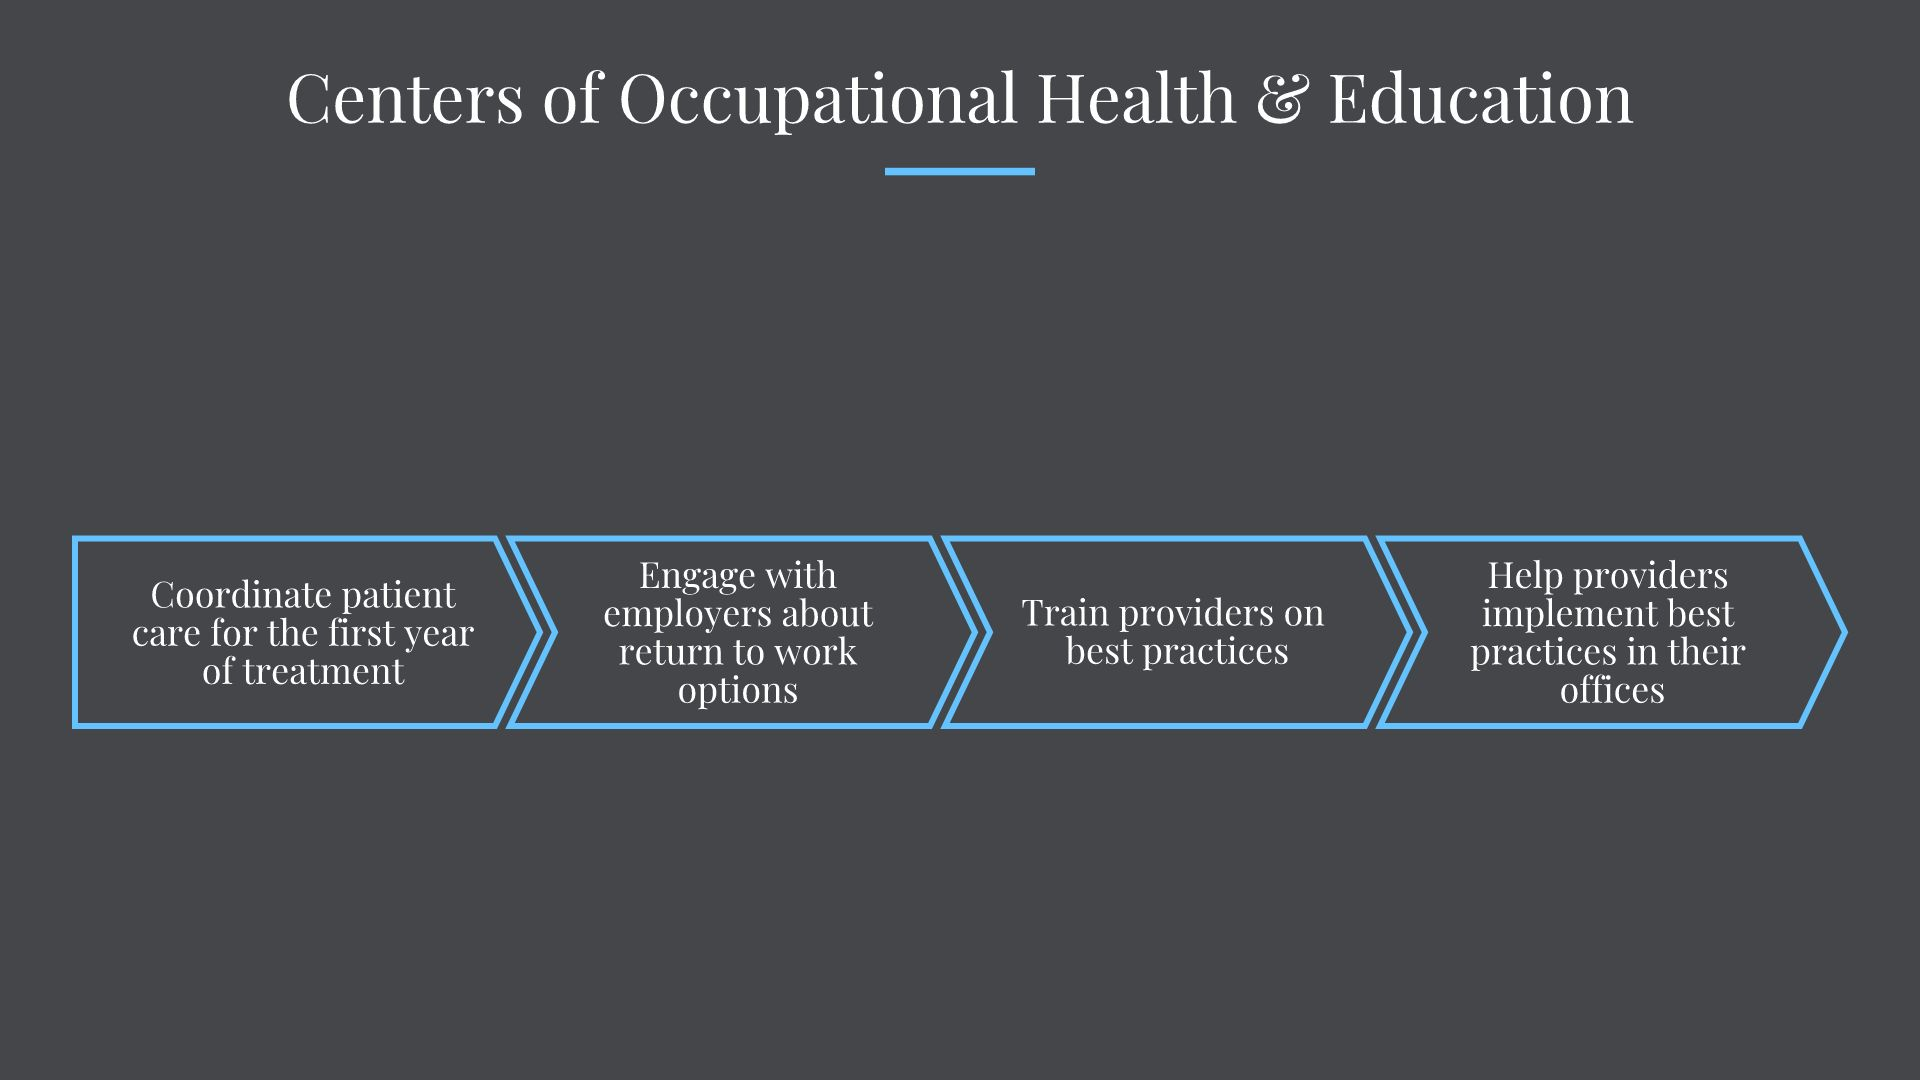 Centers of Occupational Health & Education
Coordinate patient
care for the first year
of treatment
Engage with
employers about
return to work
options
Train providers on
best practices
Help providers
implement best
practices in their
offices